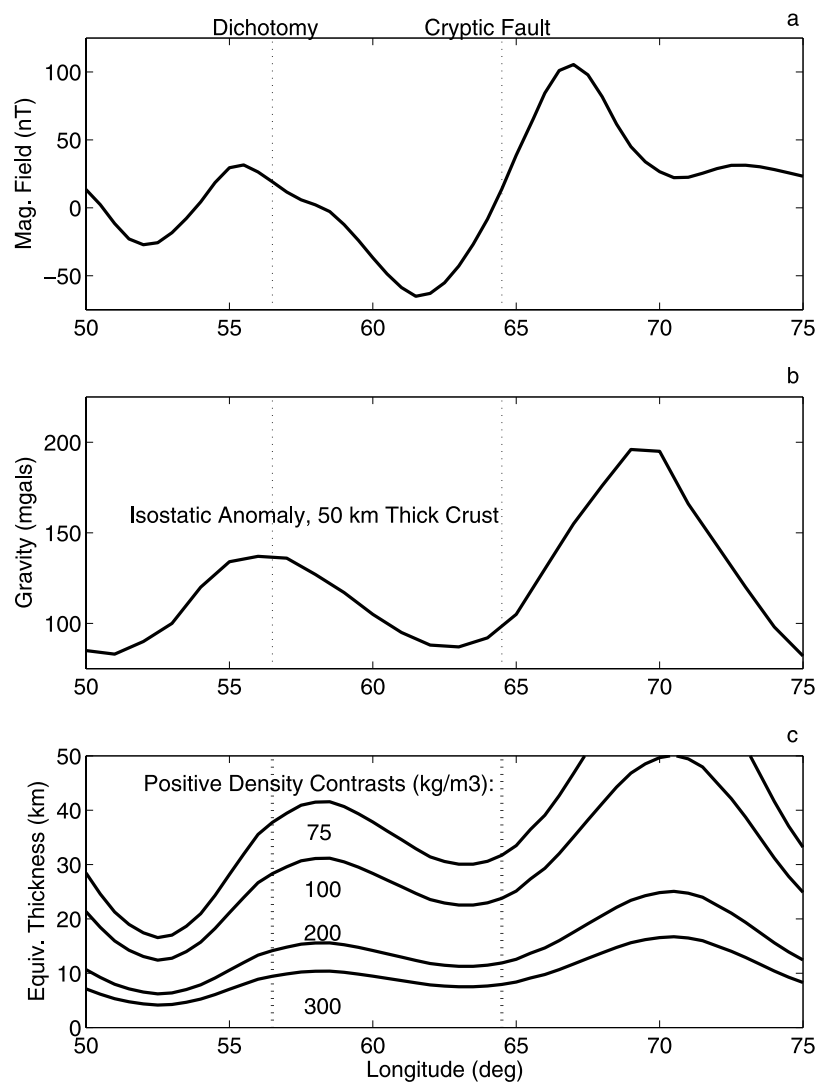 a
Dichotomy Cryptic Fault
Mag. Field (nT)
100
50
0
−50
50 55 60 65 70 75
b
Gravity (mgals)
200
150
100
Isostatic Anomaly, 50 km Thick Crust
50 55 60 65 70 75
c
Equiv. Thickness (km)
50
40
30
20
10
0
Positive Density Contrasts (kg/m3):
75
100
200
300
50 55 60 65 70 75
Longitude (deg)